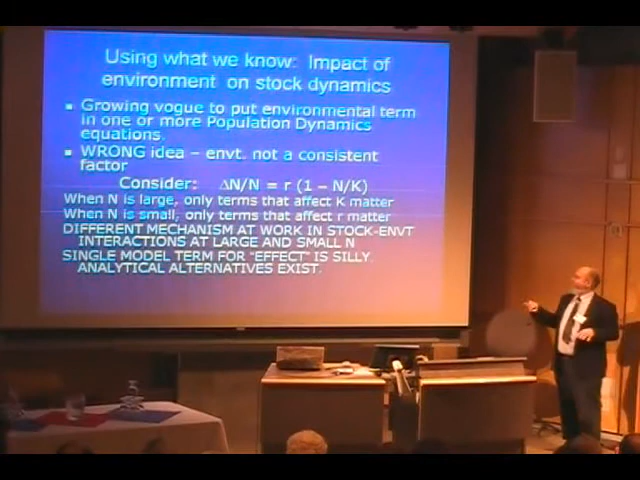 Using what we know: Impact of
environment on stock dynamics
▪ Growing vogue to put environmental term
in one or more Population Dynamics
equations.
▪ WRONG idea – envt. not a consistent
factor
Consider: ΔN/N = r (1 – N/K)
When N is large, only terms that affect K matter
When N is small, only terms that affect r matter
DIFFERENT MECHANISM AT WORK IN STOCK-ENVT
INTERACTIONS AT LARGE AND SMALL N
SINGLE MODEL TERM FOR "EFFECT" IS SILLY.
ANALYTICAL ALTERNATIVES EXIST.